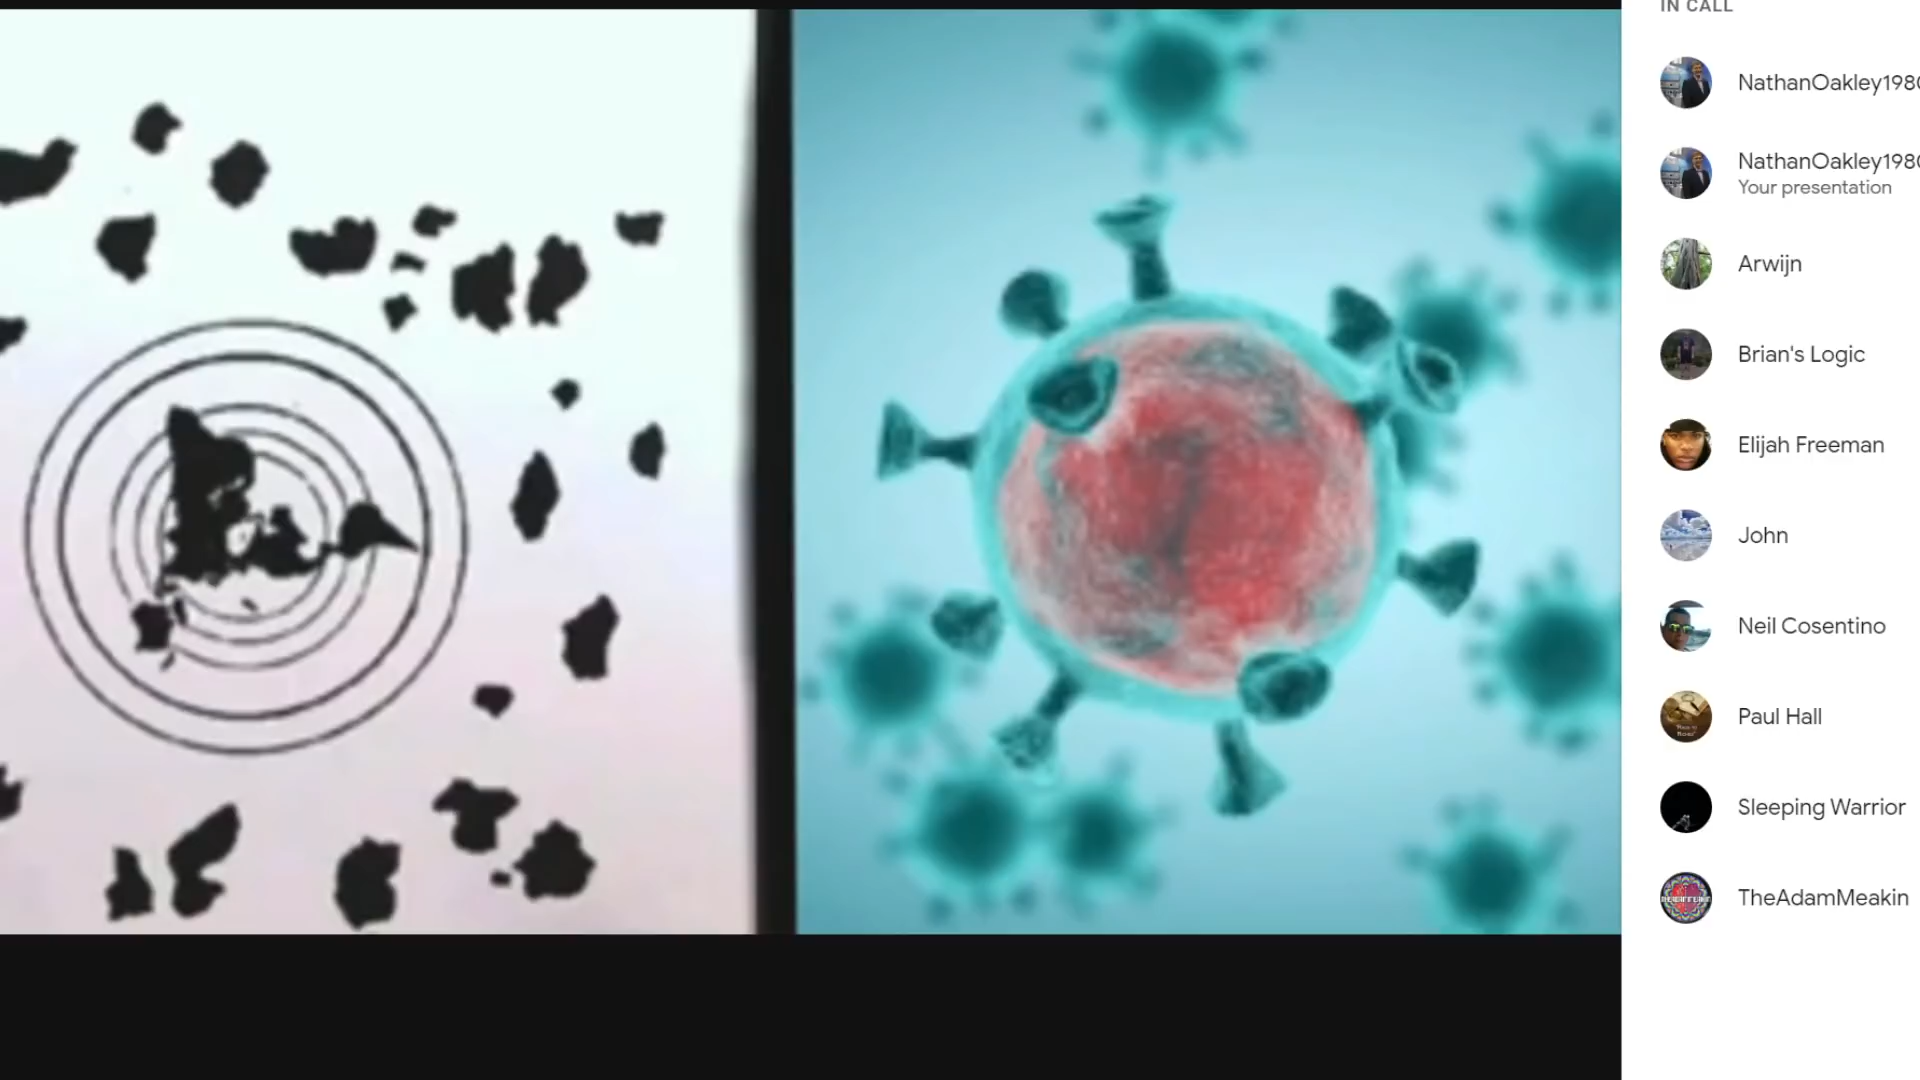 IN CALL
NathanOakley198
NathanOakley198
Your presentation
Arwijn
Brian's Logic
Elijah Freeman
John
Neil Cosentino
Paul Hall
Sleeping Warrior
TheAdamMeakin